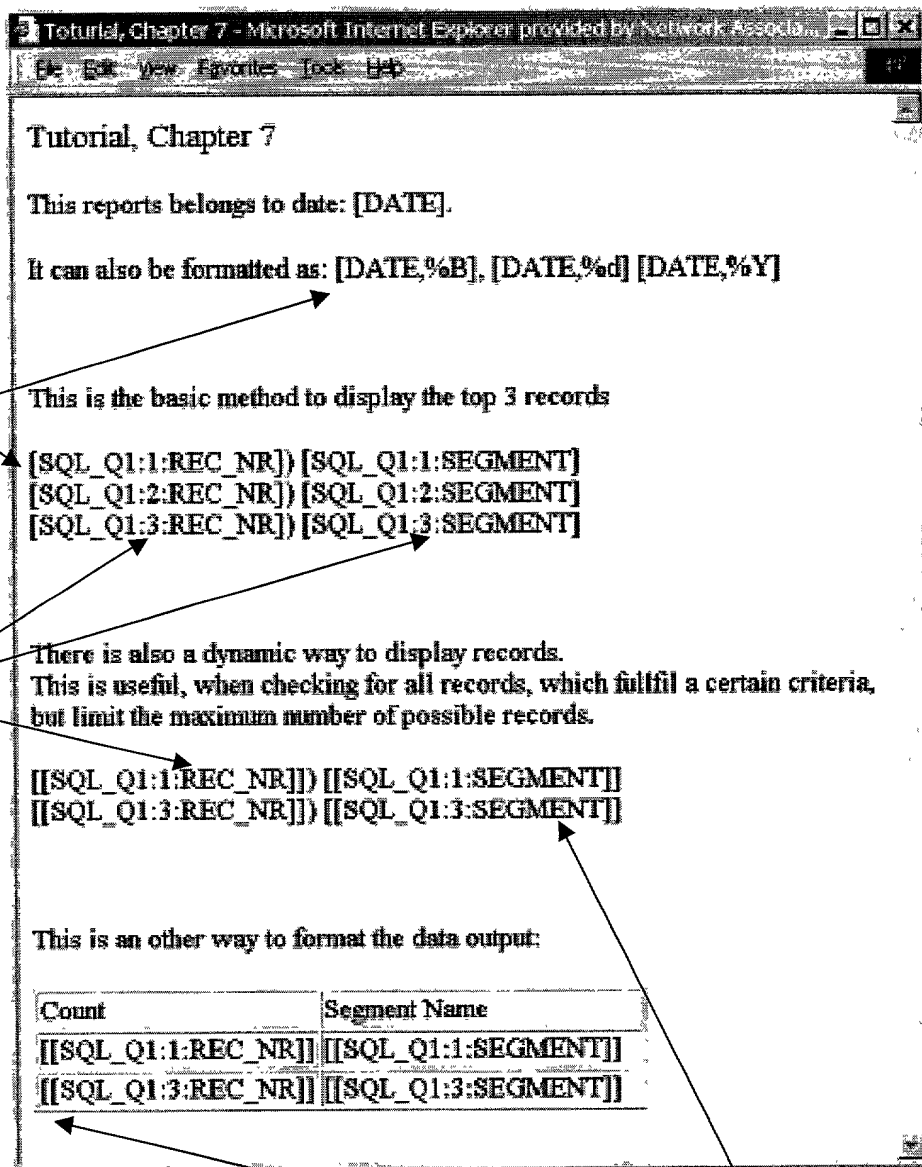 Toturial, Chapter 7 - Microsoft Internet Explorer provided by Network Associa...
File Edit View Favorites Tools Help
Tutorial, Chapter 7
This reports belongs to date: [DATE].
It can also be formatted as: [DATE,%B], [DATE,%d] [DATE,%Y]
This is the basic method to display the top 3 records
[SQL_Q1:1:REC_NR]) [SQL_Q1:1:SEGMENT]
[SQL_Q1:2:REC_NR]) [SQL_Q1:2:SEGMENT]
[SQL_Q1:3:REC_NR]) [SQL_Q1:3:SEGMENT]
There is also a dynamic way to display records.
This is useful, when checking for all records, which fullfil a certain criteria,
but limit the maximum number of possible records.
[[SQL_Q1:1:REC_NR]]) [[SQL_Q1:1:SEGMENT]]
[[SQL_Q1:3:REC_NR]]) [[SQL_Q1:3:SEGMENT]]
This is an other way to format the data output:
Count Segment Name
[[SQL_Q1:1:REC_NR]] [[SQL_Q1:1:SEGMENT]]
[[SQL_Q1:3:REC_NR]] [[SQL_Q1:3:SEGMENT]]